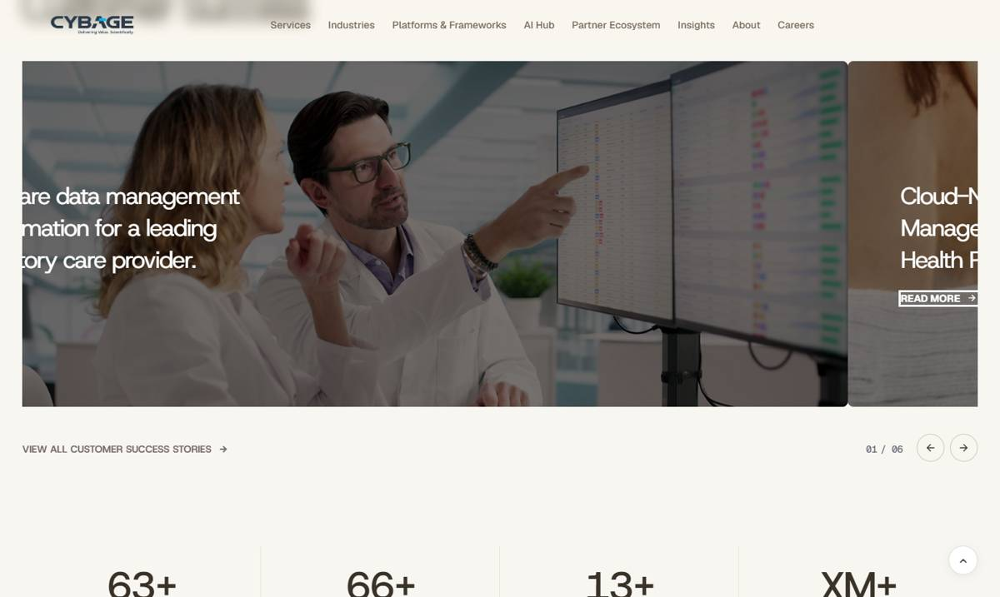 CYBAGE
Delivering Value. Scientifically.
Services
Industries
Platforms & Frameworks
AI Hub
Partner Ecosystem
Insights
About
Careers
are data management
mation for a leading
tory care provider.
Cloud-N
Manage
Health P
READ MORE →
VIEW ALL CUSTOMER SUCCESS STORIES →
01 / 06
63+
66+
13+
XM+